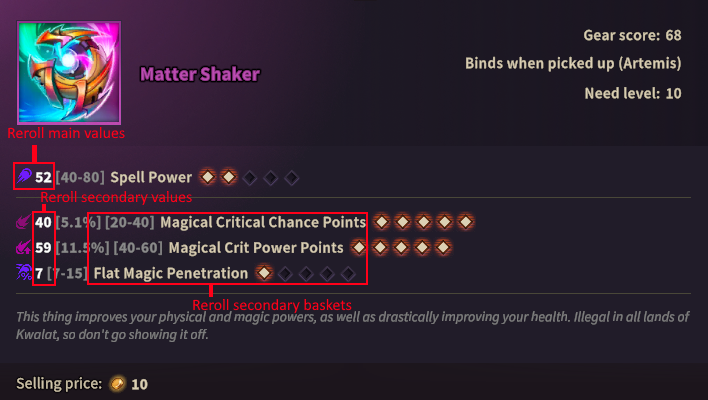 Gear score: 68
Matter Shaker
Binds when picked up (Artemis)
Need level: 10
Reroll main values
52 [40-80] Spell Power
Reroll secondary values
40 [5.1%] [20-40] Magical Critical Chance Points
59 [11.5%] [40-60] Magical Crit Power Points
7 [7-15] Flat Magic Penetration
Reroll secondary baskets
This thing improves your physical and magic powers, as well as drastically improving your health. Illegal in all lands of
Kwalat, so don't go showing it off.
Selling price: 10